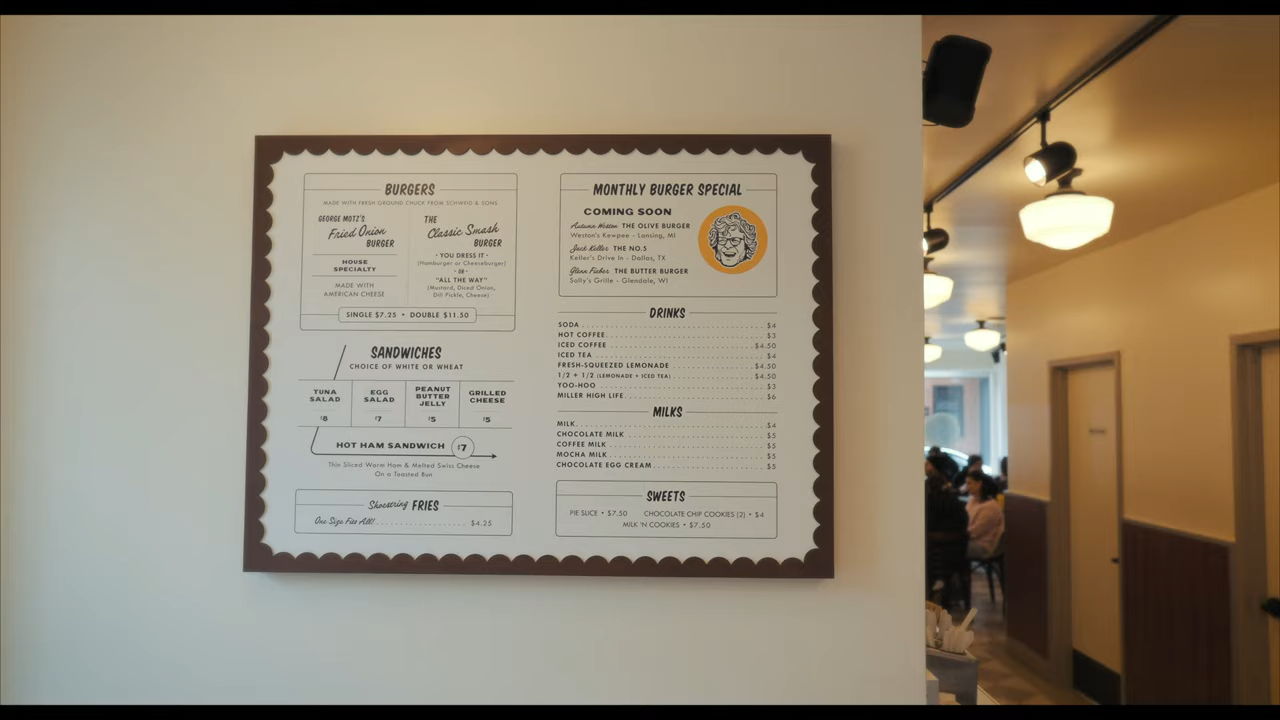 BURGERS
MADE WITH FRESH GROUND CHUCK FROM SCHWEID & SONS
GEORGE MOTZ'S
Fried Onion
BURGER
HOUSE
SPECIALTY
MADE WITH
AMERICAN CHEESE
THE
Classic Smash
BURGER
• YOU DRESS IT •
(Hamburger or Cheeseburger)
• OR •
"ALL THE WAY"
(Mustard, Diced Onion,
Dill Pickle, Cheese)
SINGLE $7.25 • DOUBLE $11.50
SANDWICHES
CHOICE OF WHITE OR WHEAT
TUNA
SALAD
$8
EGG
SALAD
$7
PEANUT
BUTTER
JELLY
$5
GRILLED
CHEESE
$5
HOT HAM SANDWICH $7
Thin Sliced Warm Ham & Melted Swiss Cheese
On a Toasted Bun
Shoestring FRIES
One Size Fits All! $4.25
MONTHLY BURGER SPECIAL
COMING SOON
Autumn Weston THE OLIVE BURGER
Weston's Kewpee - Lansing, MI
Jack Keller THE NO.5
Keller's Drive In - Dallas, TX
Glenn Fieber THE BUTTER BURGER
Solly's Grille - Glendale, WI
DRINKS
SODA $4
HOT COFFEE $3
ICED COFFEE $4.50
ICED TEA $4
FRESH-SQUEEZED LEMONADE $4.50
1/2 + 1/2 (LEMONADE + ICED TEA) $4.50
YOO-HOO $3
MILLER HIGH LIFE $6
MILKS
MILK $4
CHOCOLATE MILK $5
COFFEE MILK $5
MOCHA MILK $5
CHOCOLATE EGG CREAM $5
SWEETS
PIE SLICE • $7.50 CHOCOLATE CHIP COOKIES (2) • $4
MILK 'N COOKIES • $7.50